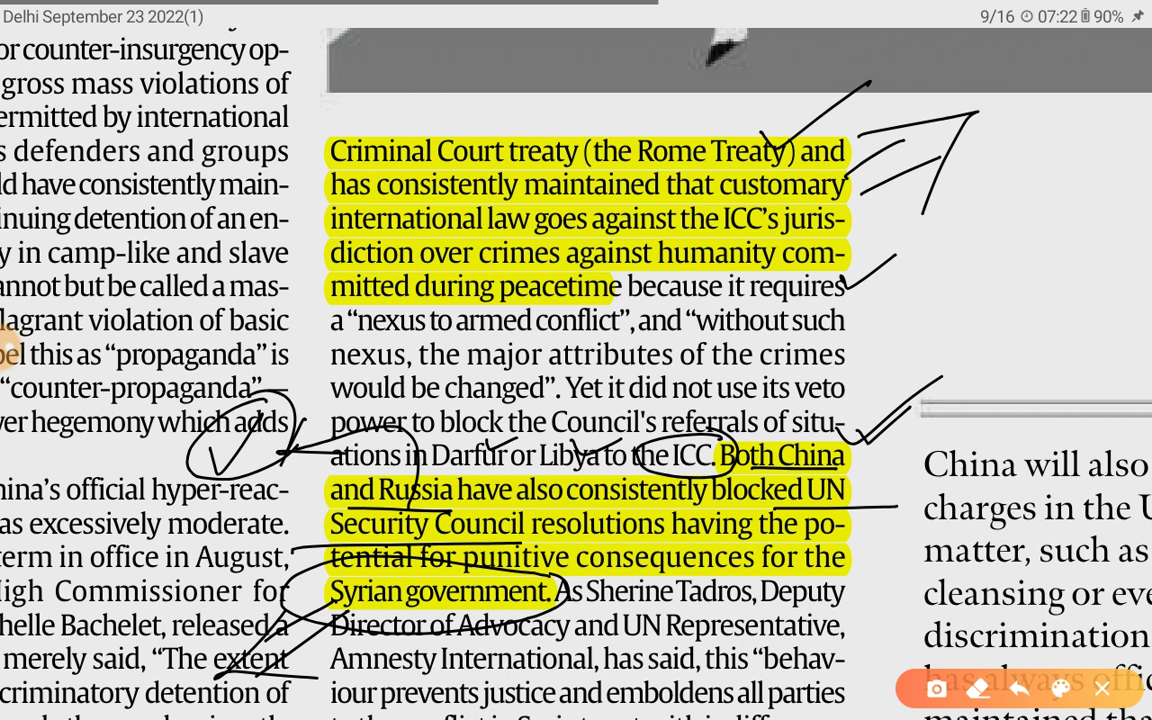 Delhi September 23 2022(1)
9/16 07:22 90%
or counter-insurgency op-
gross mass violations of
ermitted by international
s defenders and groups
ld have consistently main-
nuing detention of an en-
y in camp-like and slave
annot but be called a mas-
lagrant violation of basic
el this as “propaganda” is
“counter-propaganda” —
ver hegemony which adds
hina’s official hyper-reac-
as excessively moderate.
term in office in August,
High Commissioner for
helle Bachelet, released a
merely said, “The extent
criminatory detention of
Criminal Court treaty (the Rome Treaty) and
has consistently maintained that customary
international law goes against the ICC’s juris-
diction over crimes against humanity com-
mitted during peacetime because it requires
a “nexus to armed conflict”, and “without such
nexus, the major attributes of the crimes
would be changed”. Yet it did not use its veto
power to block the Council's referrals of situ-
ations in Darfur or Libya to the ICC. Both China
and Russia have also consistently blocked UN
Security Council resolutions having the po-
tential for punitive consequences for the
Syrian government. As Sherine Tadros, Deputy
Director of Advocacy and UN Representative,
Amnesty International, has said, this “behav-
iour prevents justice and emboldens all parties
China will also
charges in the U
matter, such as
cleansing or eve
discrimination
has always offic
maintained tha